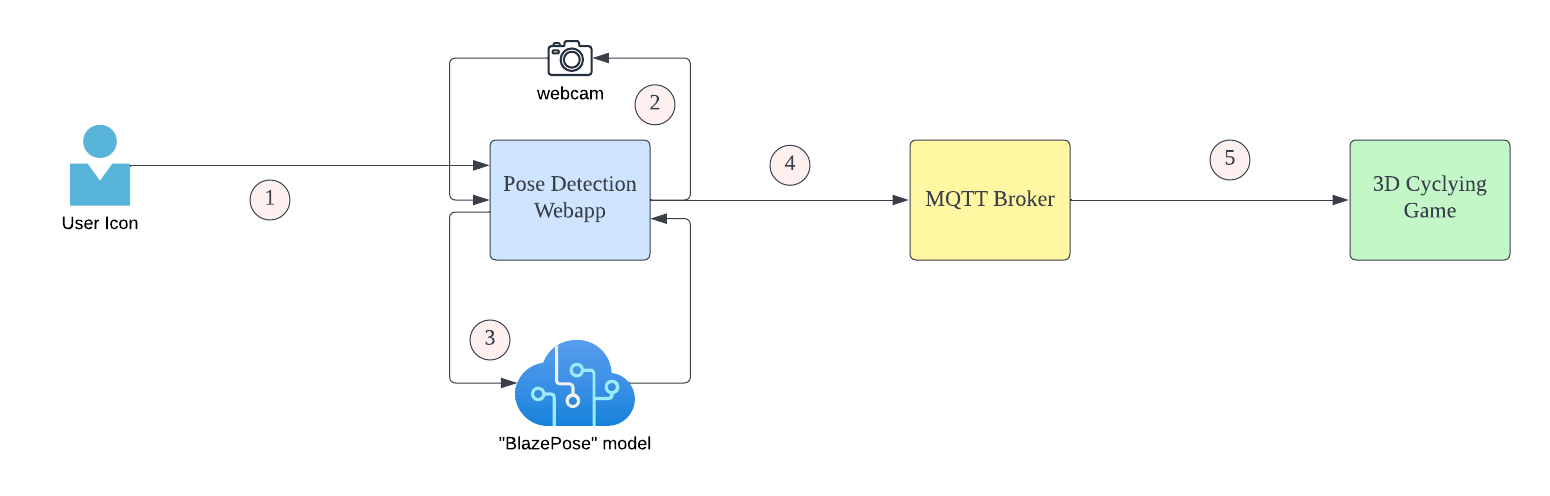 webcam
2
1
User Icon
Pose Detection
Webapp
4
MQTT Broker
5
3D Cyclying
Game
3
"BlazePose" model